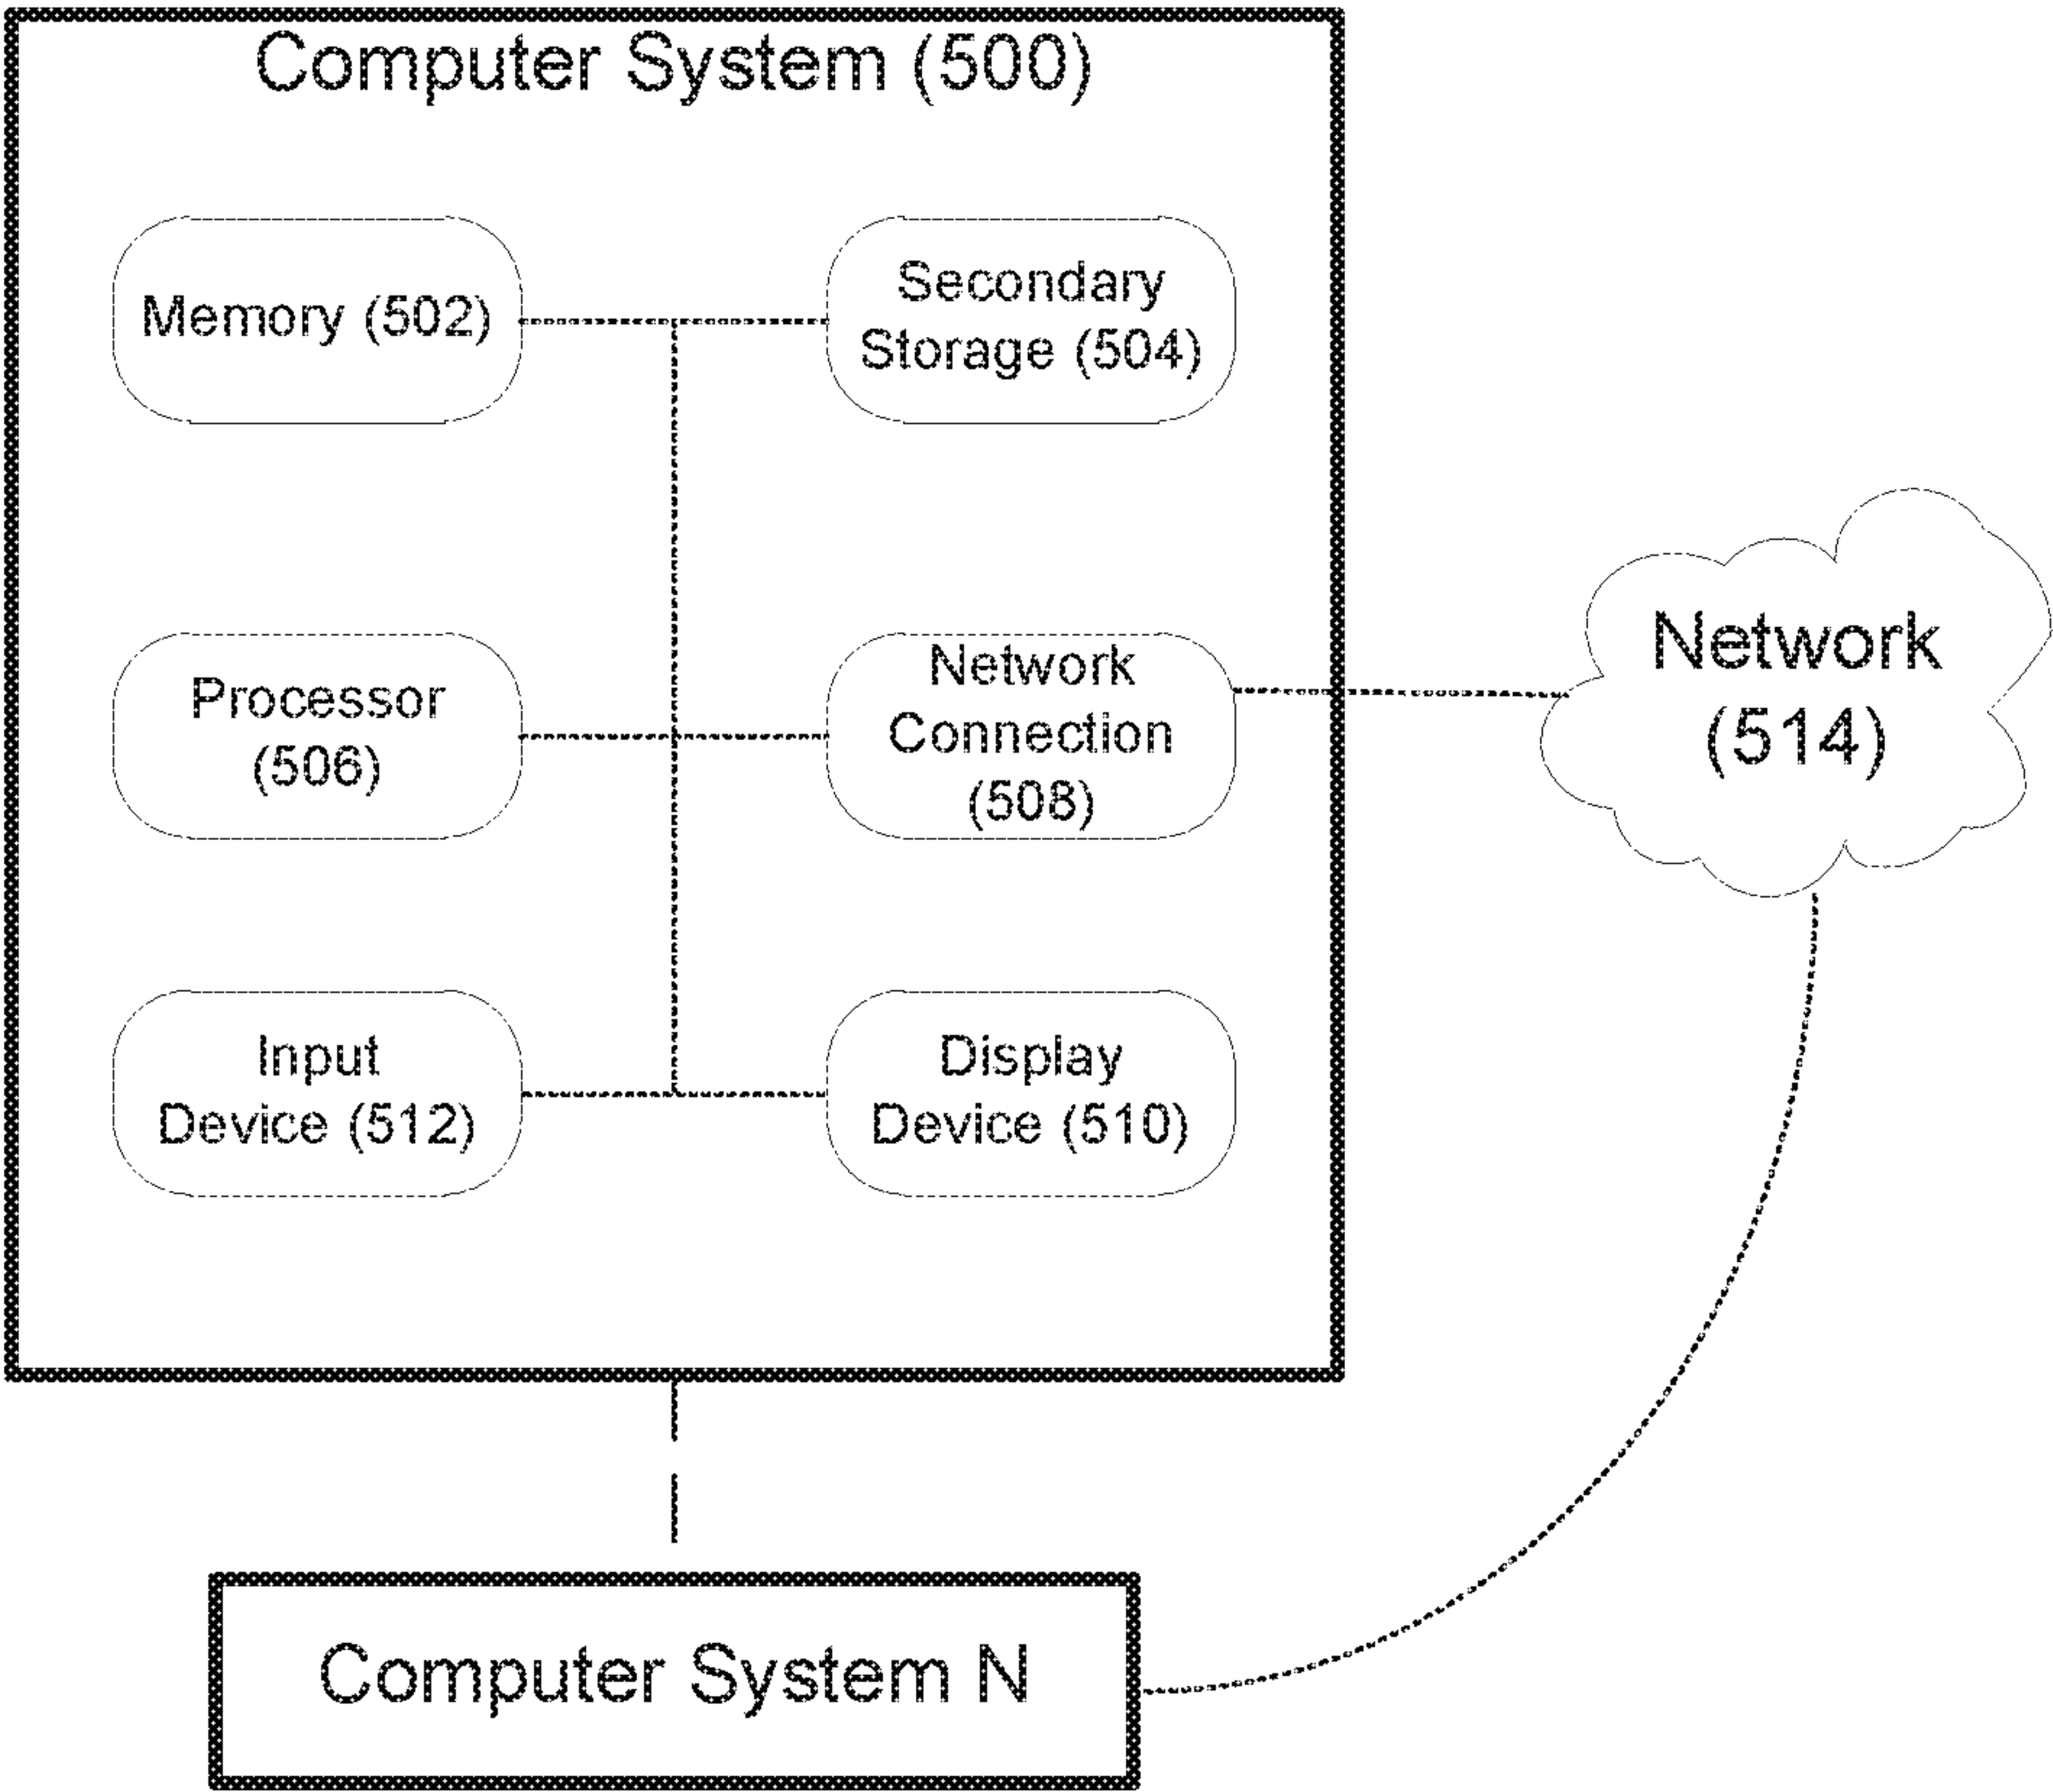 Computer System (500)
Memory (502)
Secondary
Storage (504)
Processor
(506)
Network
Connection
(508)
Network
(514)
Input
Device (512)
Display
Device (510)
Computer System N